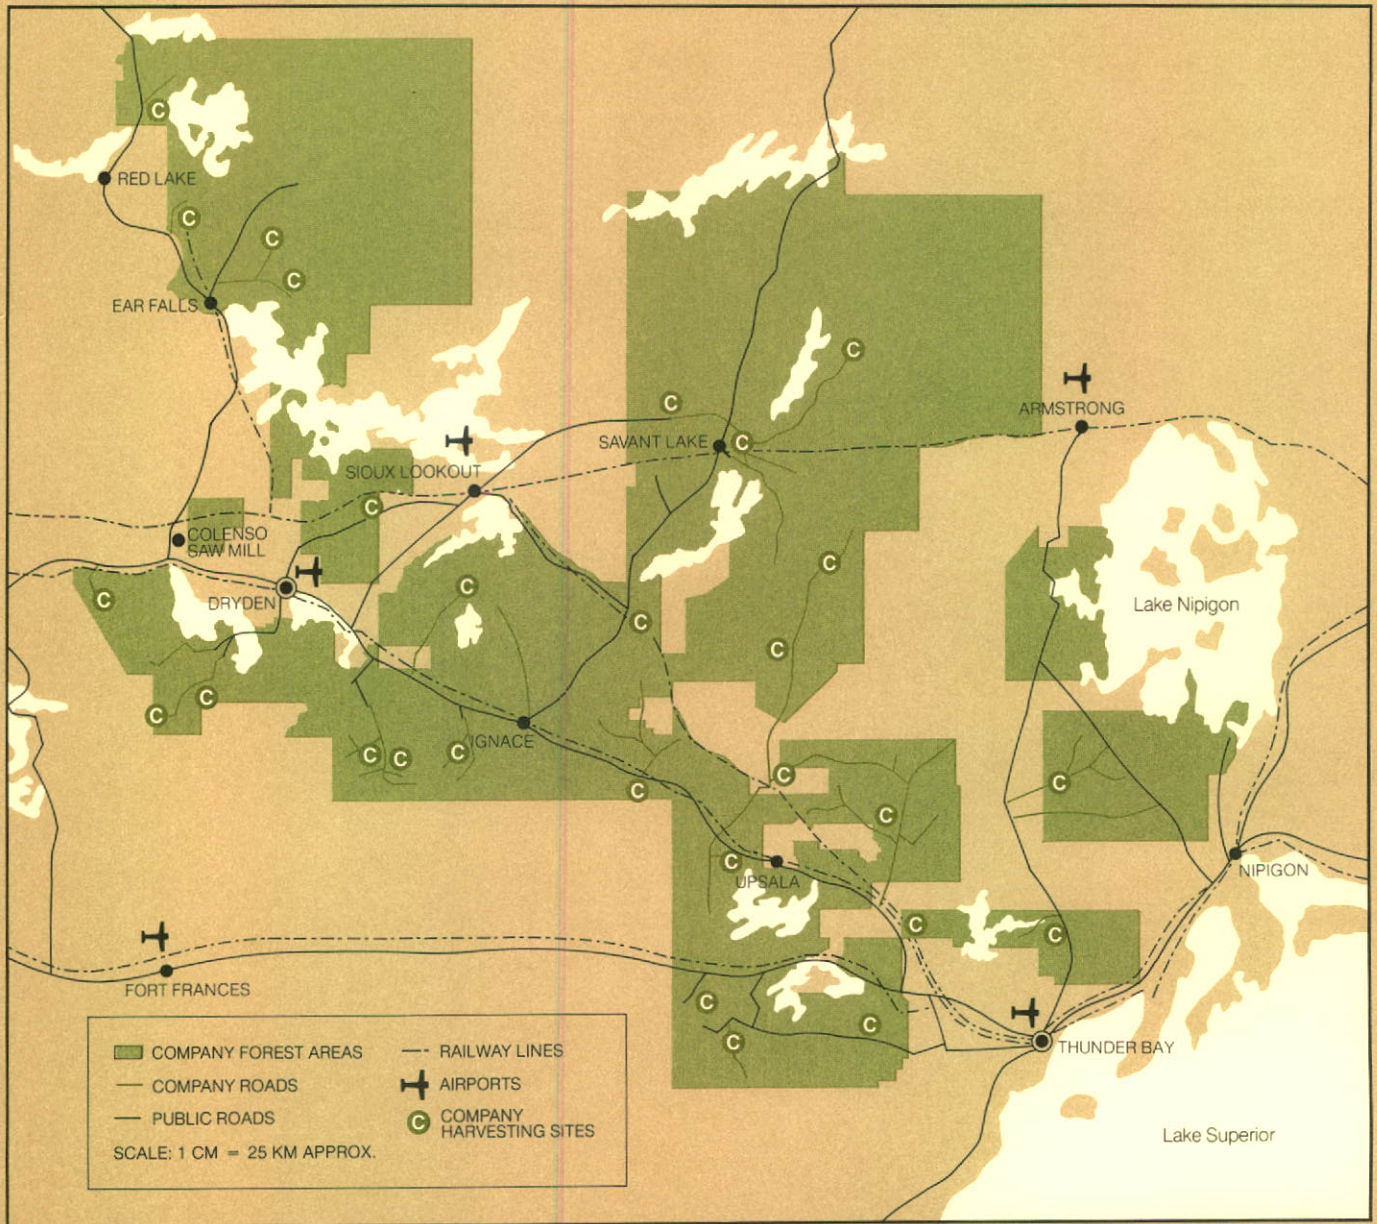 C
RED LAKE
C
C
C
EAR FALLS
C
ARMSTRONG
C
SAVANT LAKE
C
SIOUX LOOKOUT
C
COLENSO
SAW MILL
C
C
C
DRYDEN
Lake Nipigon
C
C
C
C
IGNACE
C
C
C
C
C
C
C
C
UPSALA
NIPIGON
C
C
FORT FRANCES
C
C
C
THUNDER BAY
COMPANY FOREST AREAS
COMPANY ROADS
PUBLIC ROADS
SCALE: 1 CM = 25 KM APPROX.
RAILWAY LINES
AIRPORTS
C
COMPANY
HARVESTING SITES
Lake Superior